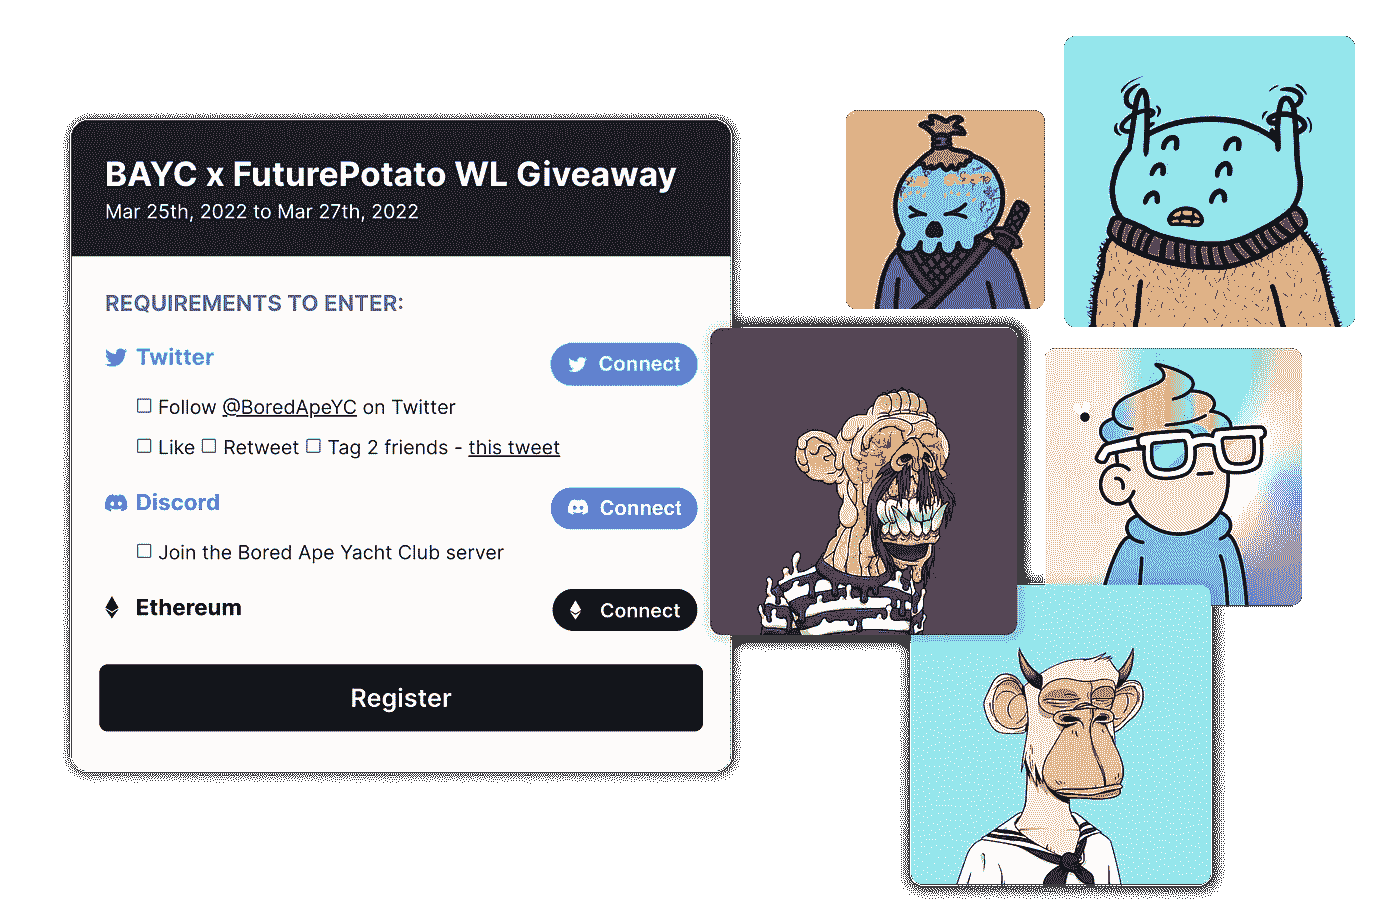 BAYC x FuturePotato WL Giveaway
Mar 25th, 2022 to Mar 27th, 2022
REQUIREMENTS TO ENTER:
Twitter
Connect
Follow @BoredApeYC on Twitter
Like Retweet Tag 2 friends - this tweet
Discord
Connect
Join the Bored Ape Yacht Club server
Ethereum
Connect
Register